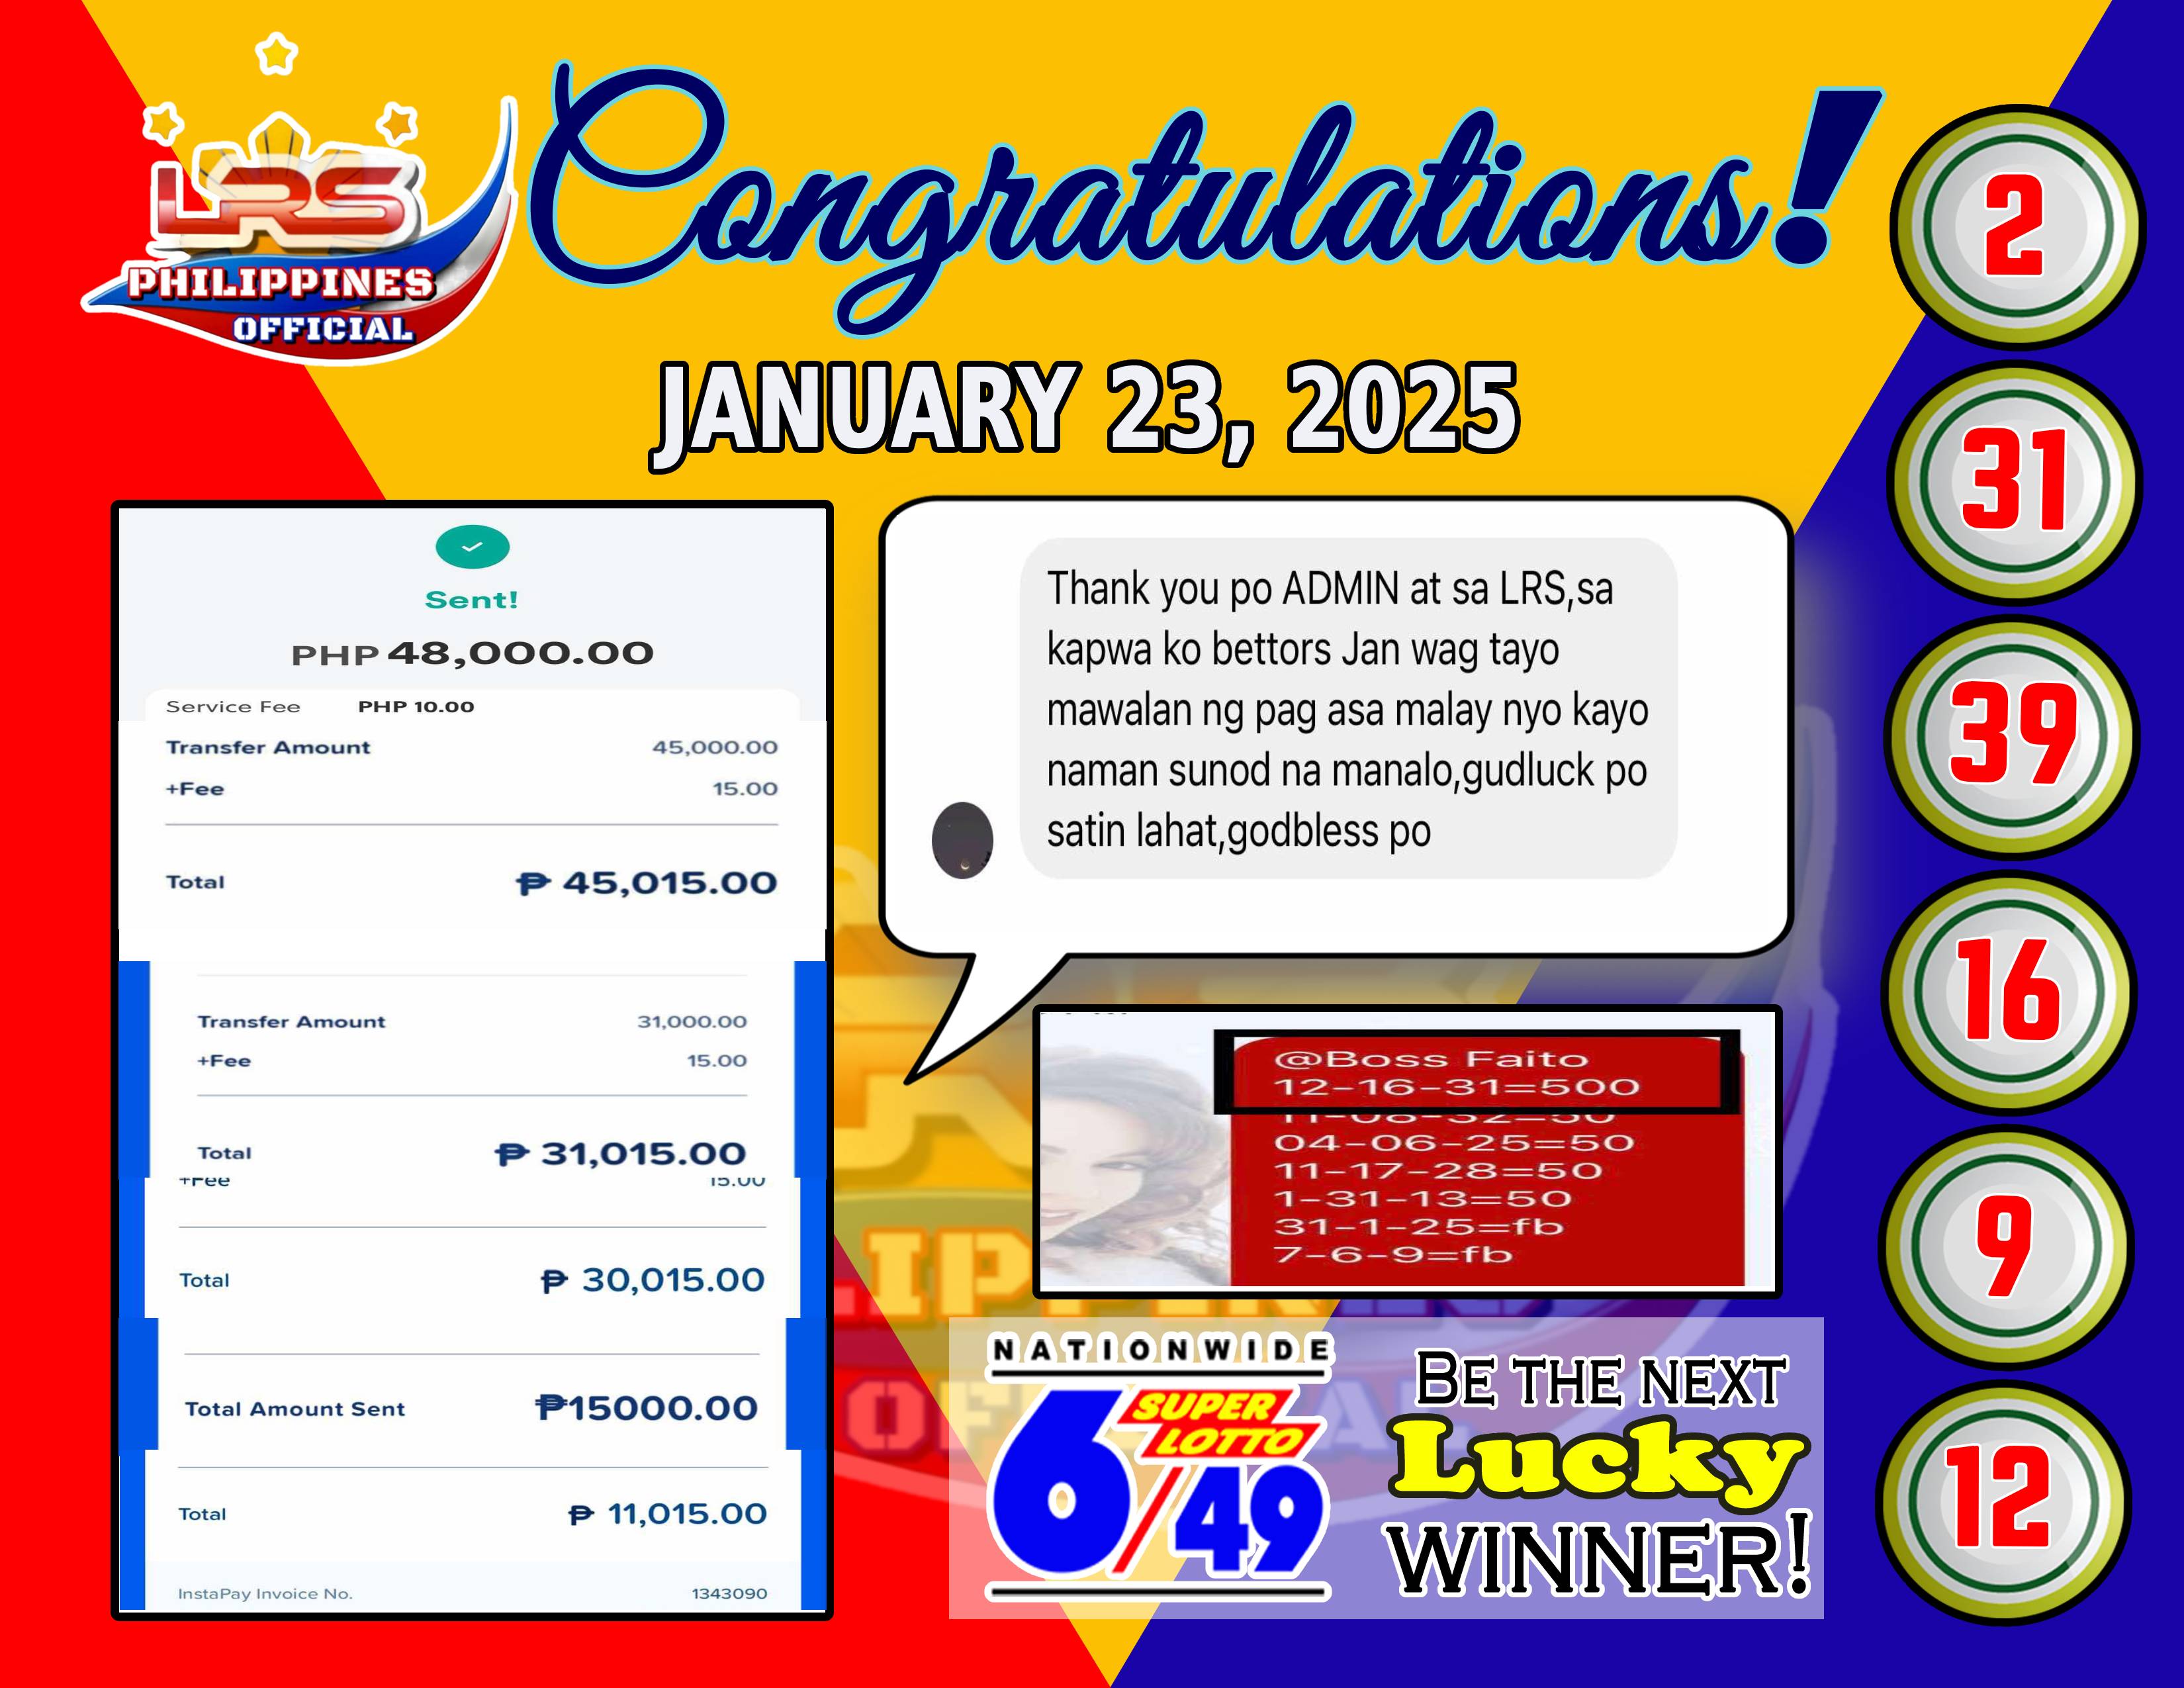 LRS
PHILIPPINES
OFFICIAL
Congratulations!
JANUARY 23, 2025
Sent!
PHP 48,000.00
Service Fee PHP 10.00
Transfer Amount 45,000.00
+Fee 15.00
Total ₱ 45,015.00
Transfer Amount 31,000.00
+Fee 15.00
Total ₱ 31,015.00
+Fee 15.00
Total ₱ 30,015.00
Total Amount Sent ₱15000.00
Total ₱ 11,015.00
InstaPay Invoice No. 1343090
Thank you po ADMIN at sa LRS,sa
kapwa ko bettors Jan wag tayo
mawalan ng pag asa malay nyo kayo
naman sunod na manalo,gudluck po
satin lahat,godbless po
@Boss Faito
12-16-31=500
11-08-32=50
04-06-25=50
11-17-28=50
1-31-13=50
31-1-25=fb
7-6-9=fb
NATIONWIDE
SUPER
LOTTO
6/49
BE THE NEXT
Lucky
WINNER!
2
31
39
16
9
12